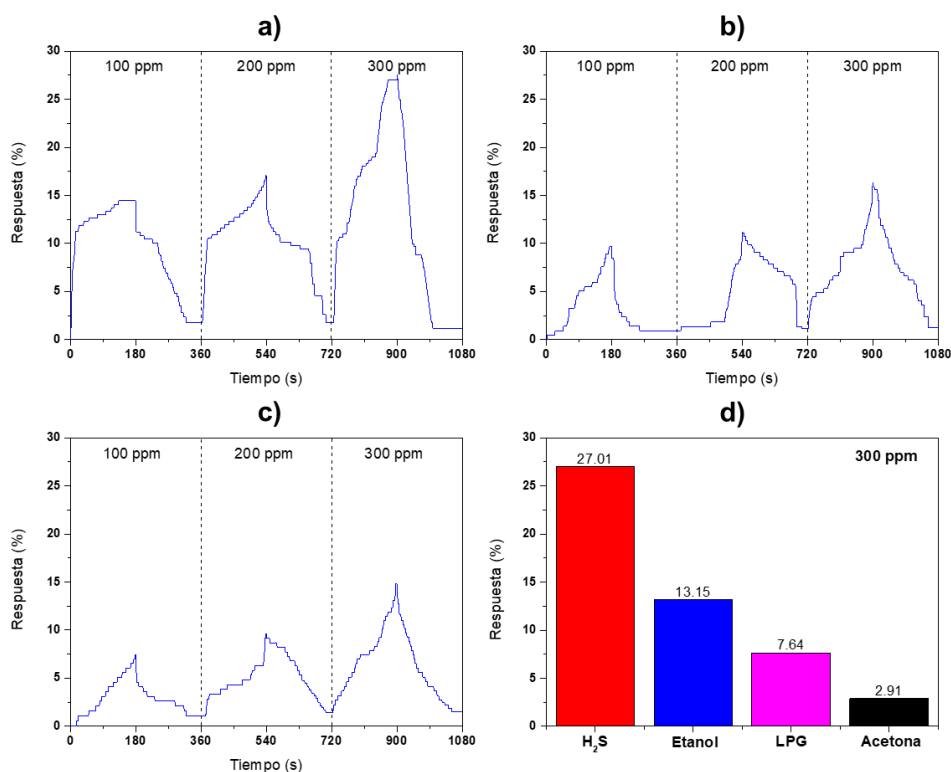 a)
30
25
20
15
10
5
0
Respuesta (%)
100 ppm 200 ppm 300 ppm
0 180 360 540 720 900 1080
Tiempo (s)
b)
30
25
20
15
10
5
0
Respuesta (%)
100 ppm 200 ppm 300 ppm
0 180 360 540 720 900 1080
Tiempo (s)
c)
30
25
20
15
10
5
0
Respuesta (%)
100 ppm 200 ppm 300 ppm
0 180 360 540 720 900 1080
Tiempo (s)
d)
30
25
20
15
10
5
0
Respuesta (%)
300 ppm
27.01
13.15
7.64
2.91
H₂S Etanol LPG Acetona